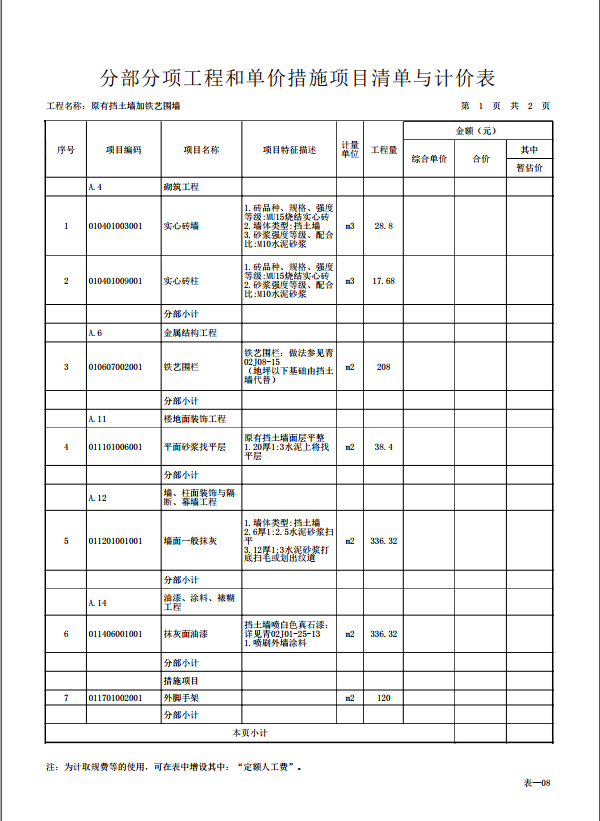 分部分项工程和单价措施项目清单与计价表
工程名称: 原有挡土墙加铁艺围墙 第 1 页 共 2 页
序号 项目编码 项目名称 项目特征描述 计量单位 工程量 金额（元）
综合单价 合价 其中
暂估价
A.4 砌筑工程
1 010401003001 实心砖墙 1.砖品种、规格、强度
等级:MU15烧结实心砖
2.墙体类型:挡土墙
3.砂浆强度等级、配合
比:M10水泥砂浆 m3 28.8
2 010401009001 实心砖柱 1.砖品种、规格、强度
等级:MU15烧结实心砖
2.砂浆强度等级、配合
比:M10水泥砂浆 m3 17.68
分部小计
A.6 金属结构工程
3 010607002001 铁艺围栏 铁艺围栏: 做法参见青
02J08-15
（地坪以下基础由挡土
墙代替） m2 208
分部小计
A.11 楼地面装饰工程
4 011101006001 平面砂浆找平层 原有挡土墙面层平整
1.20厚1:3水泥上将找
平层 m2 38.4
分部小计
A.12 墙、柱面装饰与隔
断、幕墙工程
5 011201001001 墙面一般抹灰 1.墙体类型:挡土墙
2.6厚1:2.5水泥砂浆扫
平
3.12厚1:3水泥砂浆打
底扫毛或划出纹道 m2 336.32
分部小计
A.14 油漆、涂料、裱糊
工程
6 011406001001 抹灰面油漆 挡土墙喷白色真石漆:
详见青02J01-25-13
1.喷刷外墙涂料 m2 336.32
分部小计
措施项目
7 011701002001 外脚手架 m2 120
分部小计
本页小计
注: 为计取规费等的使用, 可在表中增设其中: “定额人工费”。
表—08